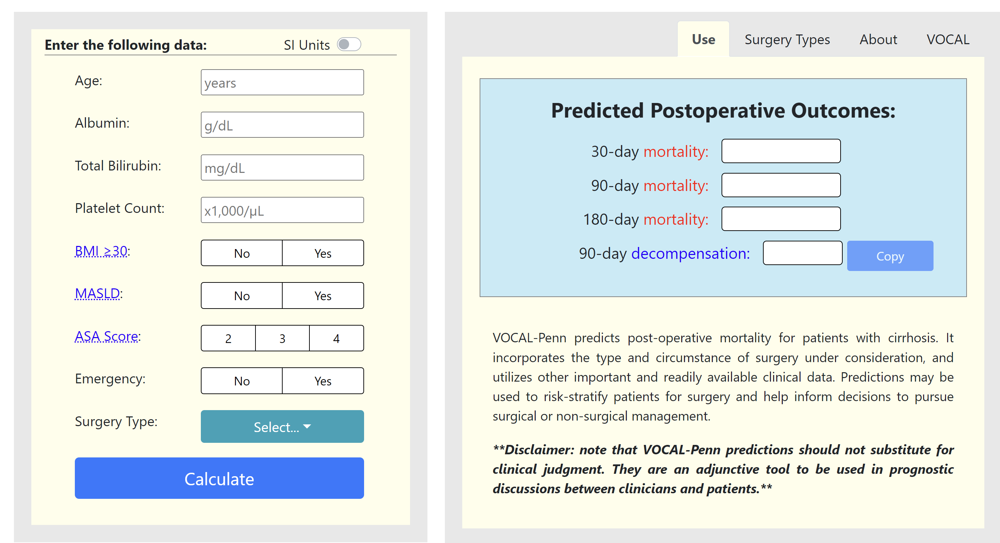 Enter the following data:
SI Units
Age:
years
Albumin:
g/dL
Total Bilirubin:
mg/dL
Platelet Count:
x1,000/µL
BMI ≥30:
No
Yes
MASLD:
No
Yes
ASA Score:
2
3
4
Emergency:
No
Yes
Surgery Type:
Select...
Calculate
Use
Surgery Types
About
VOCAL
Predicted Postoperative Outcomes:
30-day mortality:
90-day mortality:
180-day mortality:
90-day decompensation:
Copy
VOCAL-Penn predicts post-operative mortality for patients with cirrhosis. It
incorporates the type and circumstance of surgery under consideration, and
utilizes other important and readily available clinical data. Predictions may be
used to risk-stratify patients for surgery and help inform decisions to pursue
surgical or non-surgical management.
**Disclaimer: note that VOCAL-Penn predictions should not substitute for
clinical judgment. They are an adjunctive tool to be used in prognostic
discussions between clinicians and patients.**